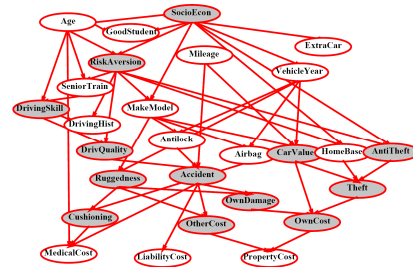 Age
SocioEcon
GoodStudent
ExtraCar
Mileage
RiskAversion
VehicleYear
SeniorTrain
DrivingSkill
MakeModel
DrivingHist
Antilock
DrivQuality
Airbag
CarValue
HomeBase
AntiTheft
Ruggedness
Accident
Theft
OwnDamage
Cushioning
OtherCost
OwnCost
MedicalCost
LiabilityCost
PropertyCost